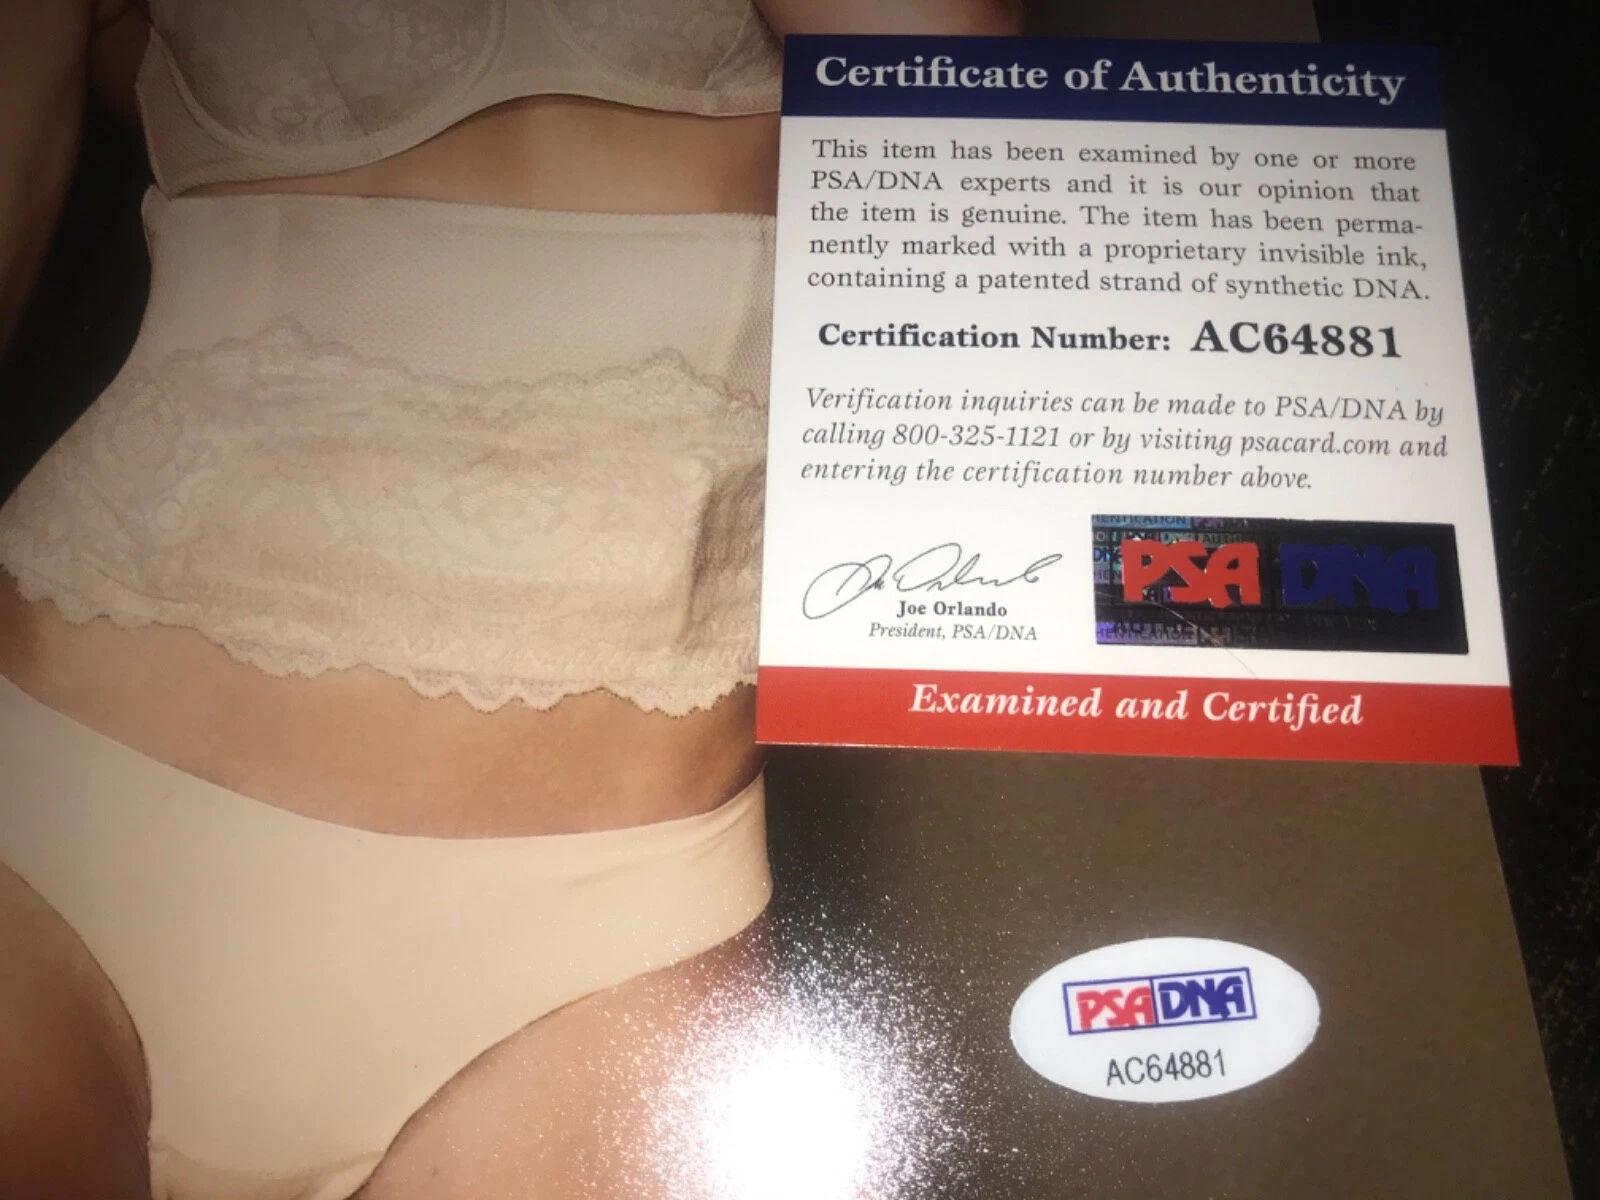 Certificate of Authenticity
This item has been examined by one or more
PSA/DNA experts and it is our opinion that
the item is genuine. The item has been perma-
nently marked with a proprietary invisible ink,
containing a patented strand of synthetic DNA.
Certification Number: AC64881
Verification inquiries can be made to PSA/DNA by
calling 800-325-1121 or by visiting psacard.com and
entering the certification number above.
Joe Orlando
President, PSA/DNA
PSA DNA
Examined and Certified
PSA DNA
AC64881